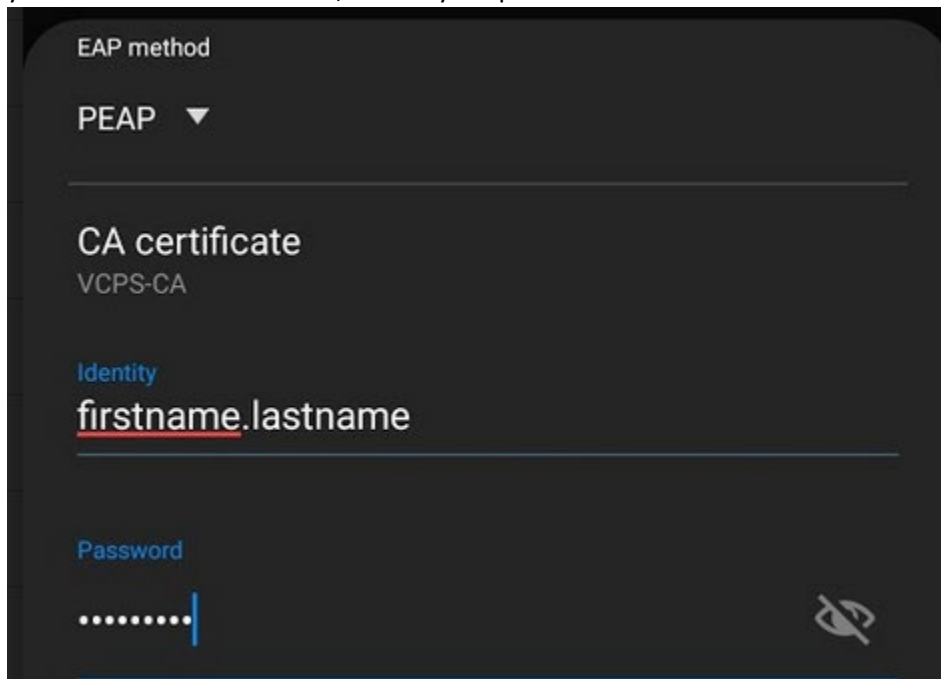 EAP method
PEAP
CA certificate
VCPS-CA
Identity
firstname.lastname
Password
•••••••••